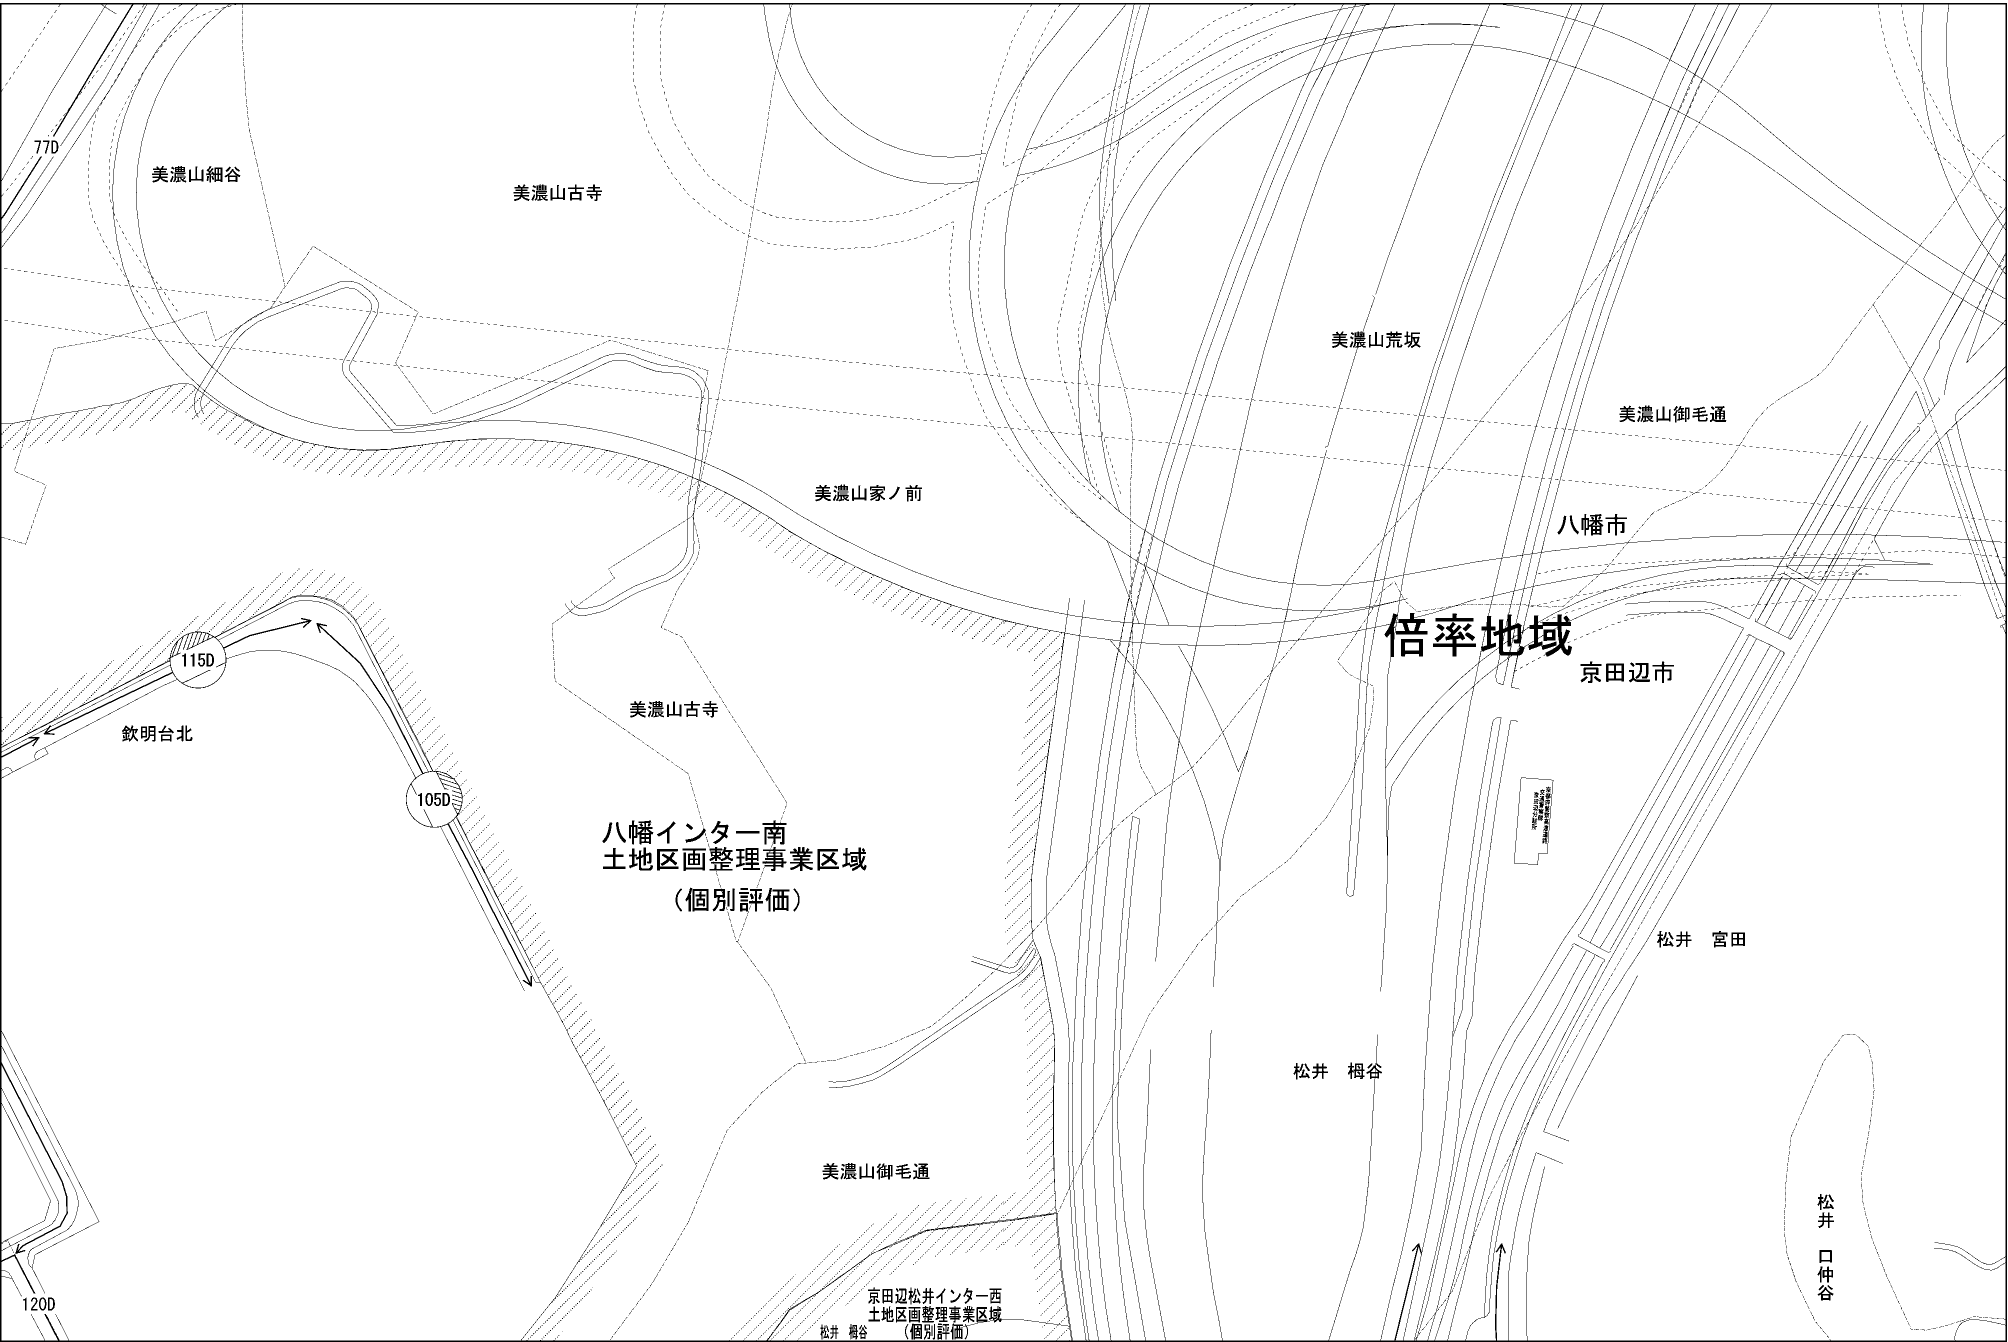 77D
美濃山細谷
美濃山古寺
美濃山荒坂
美濃山御毛通
美濃山家ノ前
八幡市
倍率地域
京田辺市
115D
欽明台北
美濃山古寺
105D
八幡インター南
土地区画整理事業区域
（個別評価）
松井　宮田
松井　栂谷
美濃山御毛通
松井　口仲谷
120D
京田辺松井インター西
土地区画整理事業区域
（個別評価）
松井　栂谷